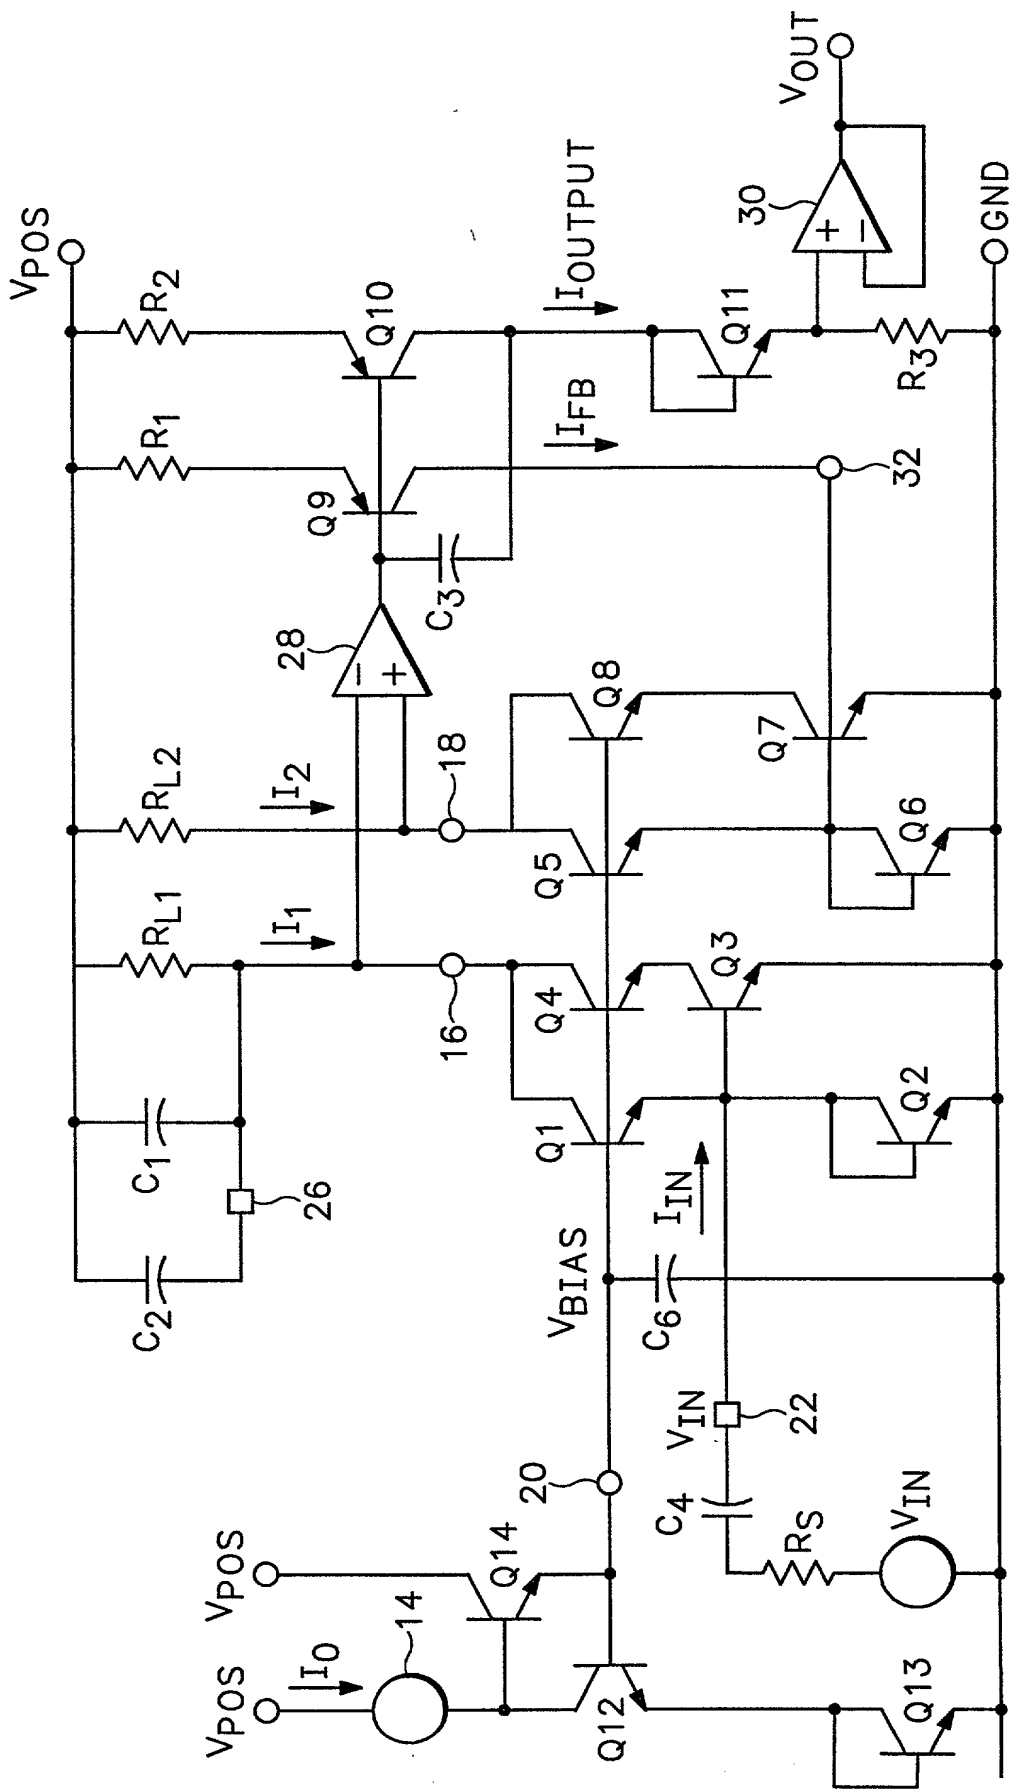 VPOS
VOUT
R2
R1
Q10
Q9
30
+
−
IOUTPUT
IFB
Q11
R3
GND
32
C3
28
−
+
RL2
I2
18
Q8
Q7
Q5
Q6
RL1
I1
16
Q4
Q3
Q1
Q2
C1
C2
26
VBIAS
C6
IIN
VIN
22
20
C4
RS
VIN
VPOS
VPOS
IO
14
Q14
Q12
Q13